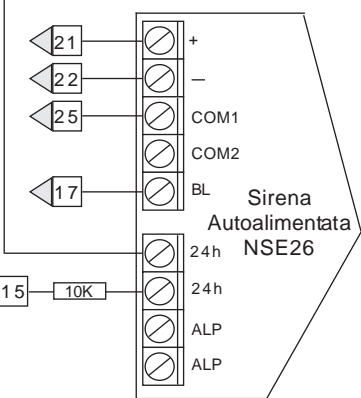 21 +
22 —
25 COM1
COM2
17 BL
Sirena
Autoalimentata
NSE26
24h
15 10K 24h
ALP
ALP